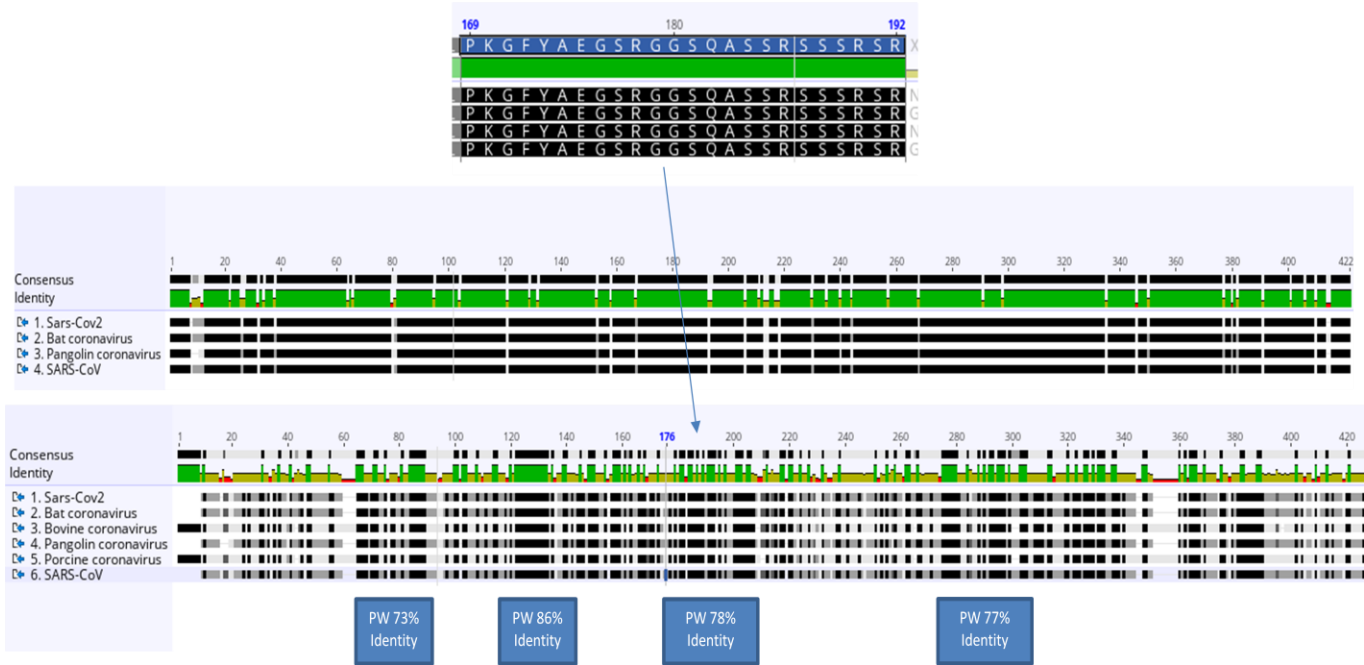 169 180 192
P K G F Y A E G S R G G S Q A S S R S S S R S R X
P K G F Y A E G S R G G S Q A S S R S S S R S R N
P K G F Y A E G S R G G S Q A S S R S S S R S R G
P K G F Y A E G S R G G S Q A S S R S S S R S R N
P K G F Y A E G S R G G S Q A S S R S S S R S R G
1 20 40 60 80 100 120 140 160 180 200 220 240 260 280 300 320 340 360 380 400 422
Consensus
Identity
1. Sars-Cov2
2. Bat coronavirus
3. Pangolin coronavirus
4. SARS-CoV
1 20 40 60 80 100 120 140 160 176 200 220 240 260 280 300 320 340 360 380 400 420
Consensus
Identity
1. Sars-Cov2
2. Bat coronavirus
3. Bovine coronavirus
4. Pangolin coronavirus
5. Porcine coronavirus
6. SARS-CoV
PW 73% PW 86% PW 78% PW 77%
Identity Identity Identity Identity